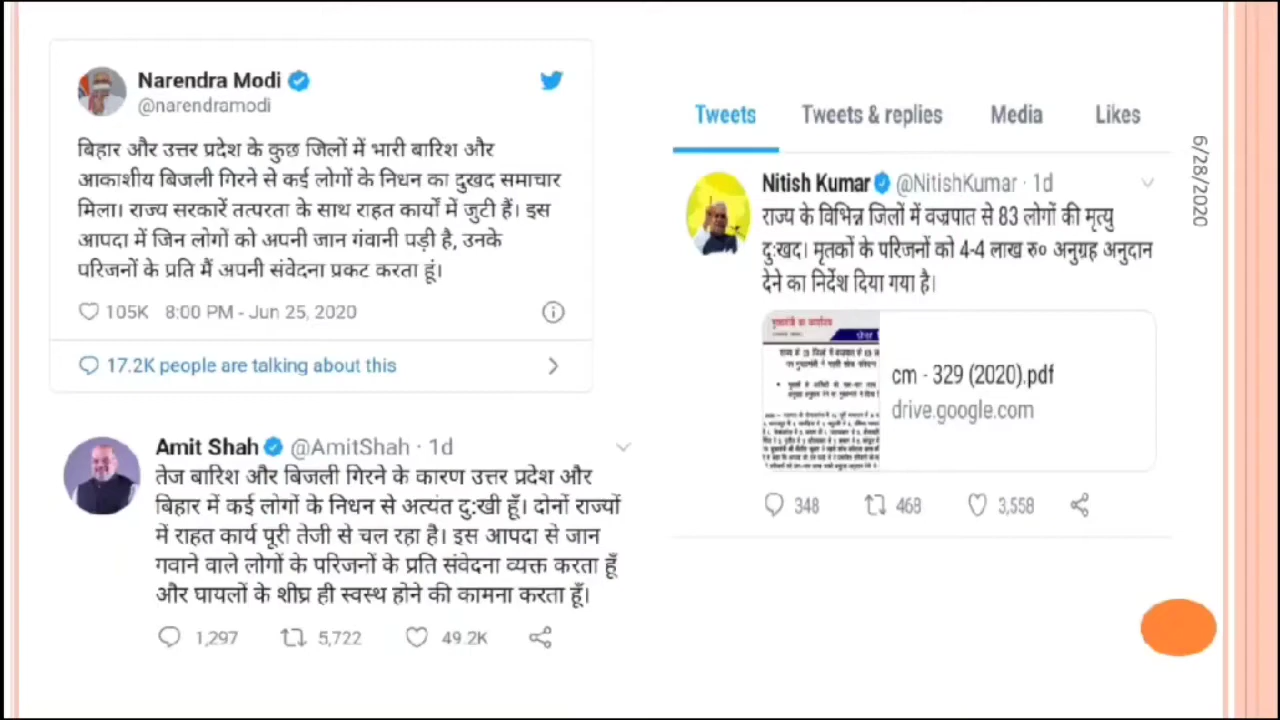 Narendra Modi
@narendramodi
बिहार और उत्तर प्रदेश के कुछ जिलों में भारी बारिश और
आकाशीय बिजली गिरने से कई लोगों के निधन का दुखद समाचार
मिला। राज्य सरकारें तत्परता के साथ राहत कार्यों में जुटी हैं। इस
आपदा में जिन लोगों को अपनी जान गंवानी पड़ी है, उनके
परिजनों के प्रति मैं अपनी संवेदना प्रकट करता हूं।
105K 8:00 PM - Jun 25, 2020
17.2K people are talking about this
Amit Shah @AmitShah · 1d
तेज बारिश और बिजली गिरने के कारण उत्तर प्रदेश और
बिहार में कई लोगों के निधन से अत्यंत दु:खी हूँ। दोनों राज्यों
में राहत कार्य पूरी तेजी से चल रहा है। इस आपदा से जान
गवाने वाले लोगों के परिजनों के प्रति संवेदना व्यक्त करता हूँ
और घायलों के शीघ्र ही स्वस्थ होने की कामना करता हूँ।
1,297 5,722 49.2K
Tweets Tweets & replies Media Likes
Nitish Kumar @NitishKumar · 1d
राज्य के विभिन्न जिलों में वज्रपात से 83 लोगों की मृत्यु
दु:खद। मृतकों के परिजनों को 4-4 लाख रु० अनुग्रह अनुदान
देने का निर्देश दिया गया है।
cm - 329 (2020).pdf
drive.google.com
348 468 3,558
6/28/2020